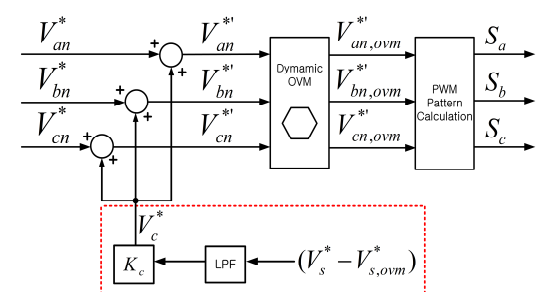 V*an + + V*'an V*'an,ovm Sa
Dymamic OVM
V*bn + + V*'bn V*'bn,ovm Sb
PWM Pattern Calculation
V*cn + + V*'cn V*'cn,ovm Sc
V*c
Kc LPF (V*s − V*s,ovm)